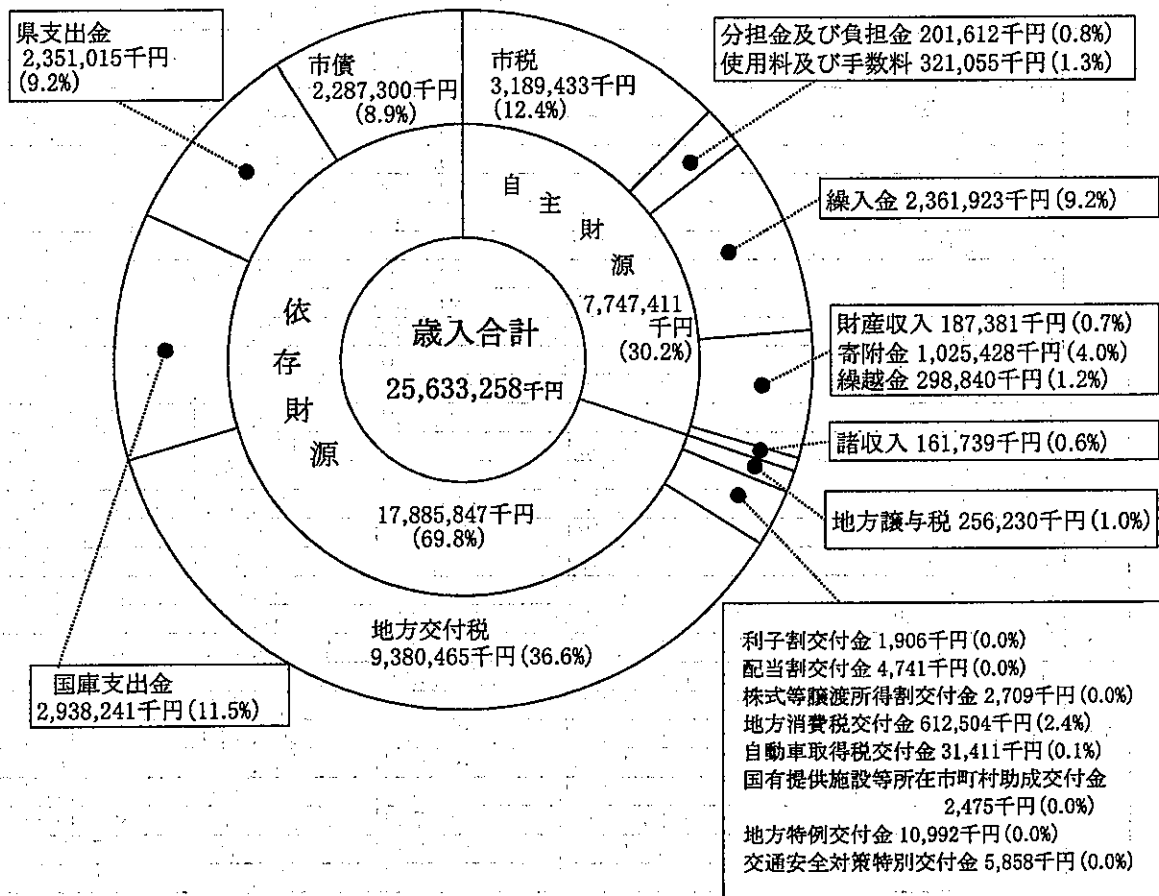 県支出金
2,351,015千円
(9.2%)
市債
2,287,300千円
(8.9%)
市税
3,189,433千円
(12.4%)
分担金及び負担金 201,612千円(0.8%)
使用料及び手数料 321,055千円(1.3%)
繰入金 2,361,923千円(9.2%)
自主財源
7,747,411
千円
(30.2%)
財産収入 187,381千円(0.7%)
寄附金 1,025,428千円(4.0%)
繰越金 298,840千円(1.2%)
諸収入 161,739千円(0.6%)
地方譲与税 256,230千円(1.0%)
歳入合計
25,633,258千円
依存財源
17,885,847千円
(69.8%)
地方交付税
9,380,465千円(36.6%)
国庫支出金
2,938,241千円(11.5%)
利子割交付金 1,906千円(0.0%)
配当割交付金 4,741千円(0.0%)
株式等譲渡所得割交付金 2,709千円(0.0%)
地方消費税交付金 612,504千円(2.4%)
自動車取得税交付金 31,411千円(0.1%)
国有提供施設等所在市町村助成交付金
2,475千円(0.0%)
地方特例交付金 10,992千円(0.0%)
交通安全対策特別交付金 5,858千円(0.0%)